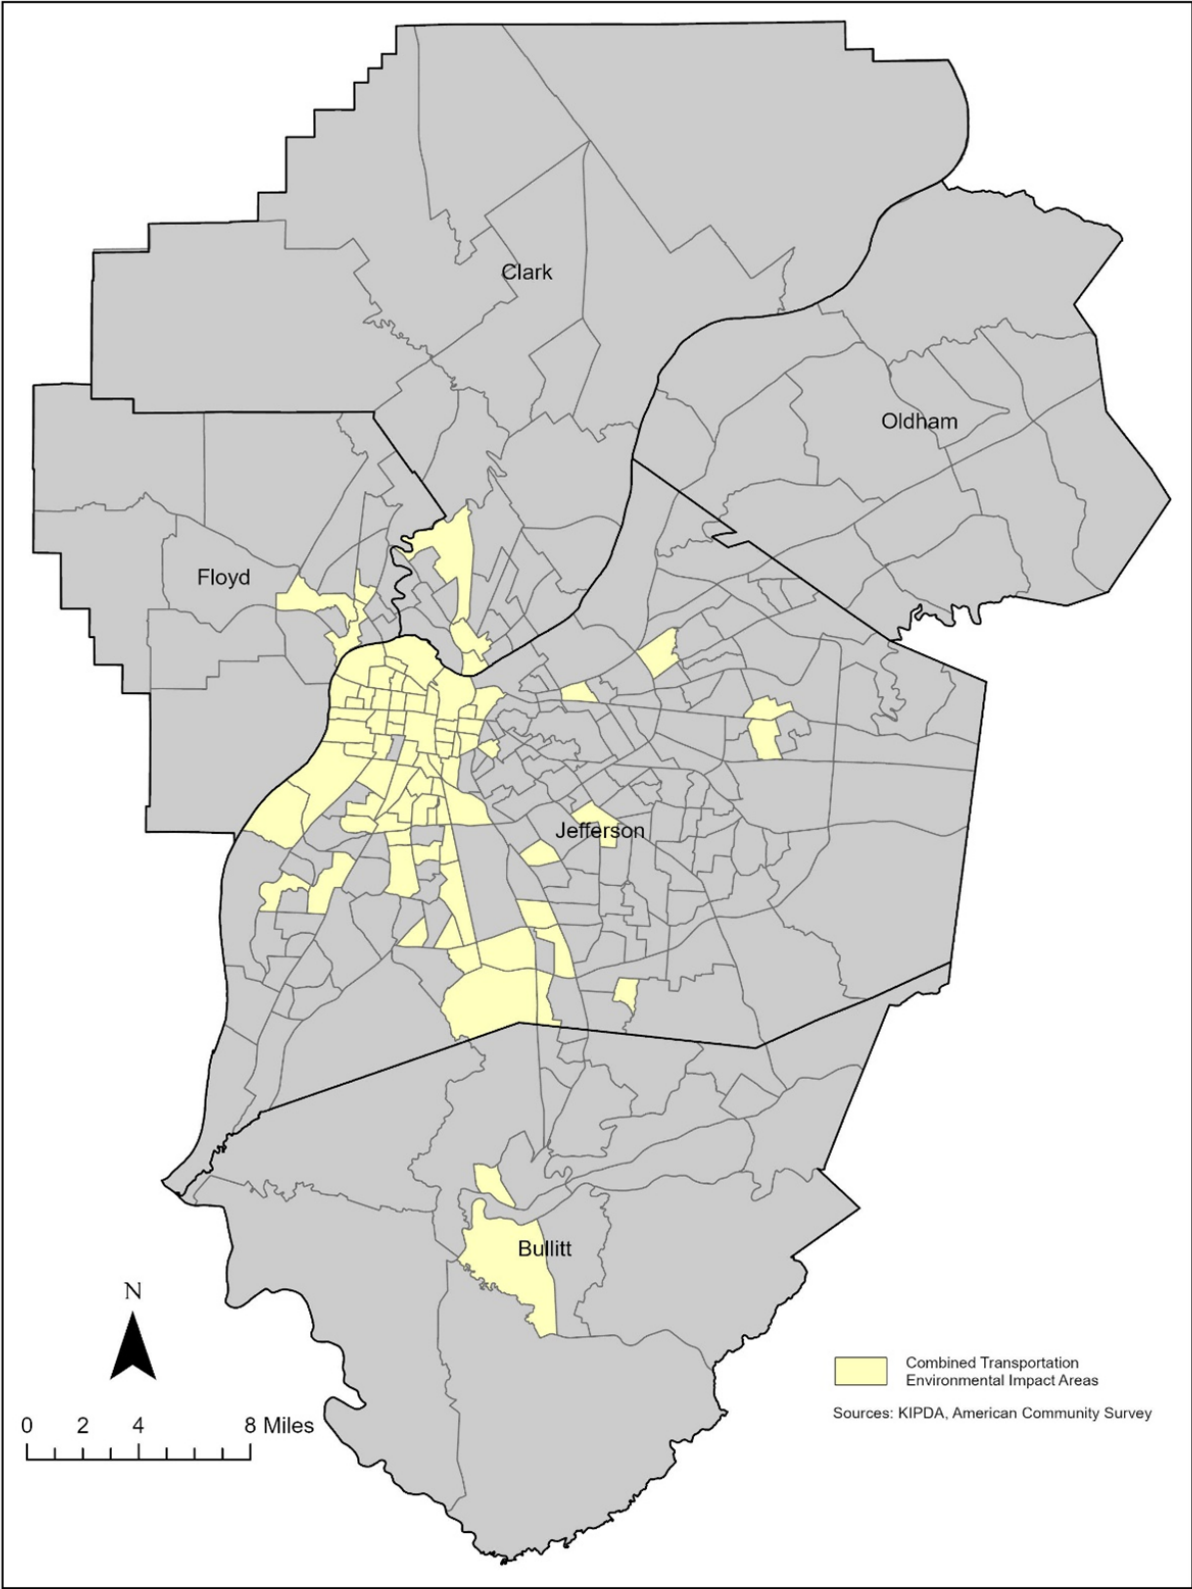 Clark
Oldham
Floyd
Jefferson
Bullitt
N
0 2 4 8 Miles
Combined Transportation
Environmental Impact Areas
Sources: KIPDA, American Community Survey